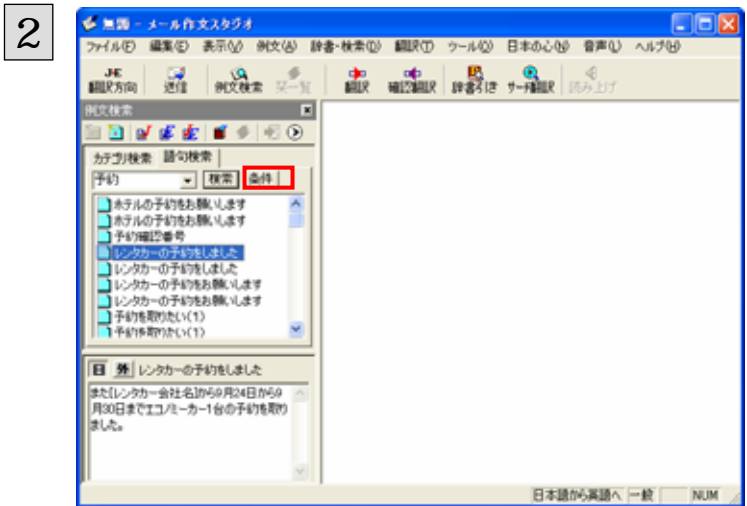 2
無題 - メール作文スタジオ
ファイル(F) 編集(E) 表示(V) 例文(A) 辞書・検索(D) 翻訳(T) ツール(Q) 日本の心(N) 音声(L) ヘルプ(H)
J-E
翻訳方向 送信 例文検索 栞一覧 翻訳 確認翻訳 辞書引き サーチ翻訳 読み上げ
例文検索
カテゴリ検索 語句検索
予約 検索 条件
ホテルの予約をお願いします
ホテルの予約をお願いします
予約確認番号
レンタカーの予約をしました
レンタカーの予約をしました
レンタカーの予約をお願いします
レンタカーの予約をお願いします
予約を取りたい(1)
予約を取りたい(1)
日 外 レンタカーの予約をしました
また[レンタカー会社名]から9月24日から9
月30日までエコノミーカー1台の予約を取り
ました。
日本語から英語へ 一般 NUM